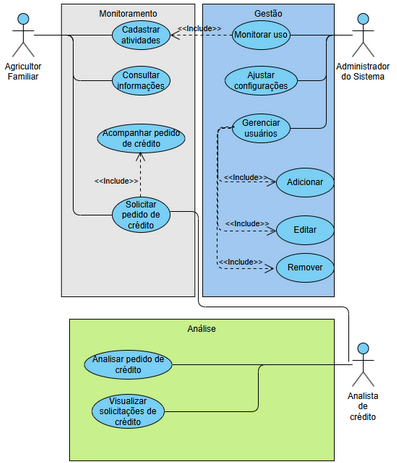 Monitoramento
Gestão
Cadastrar
atividades
<<Include>>
Monitorar uso
Agricultor
Familiar
Administrador
do Sistema
Consultar
informações
Ajustar
configurações
Acompanhar pedido
de crédito
Gerenciar
usuários
<<Include>>
<<Include>>
Adicionar
Solicitar
pedido de
crédito
<<Include>>
Editar
<<Include>>
Remover
Análise
Analisar pedido de
crédito
Visualizar
solicitações de
crédito
Analista
de
crédito